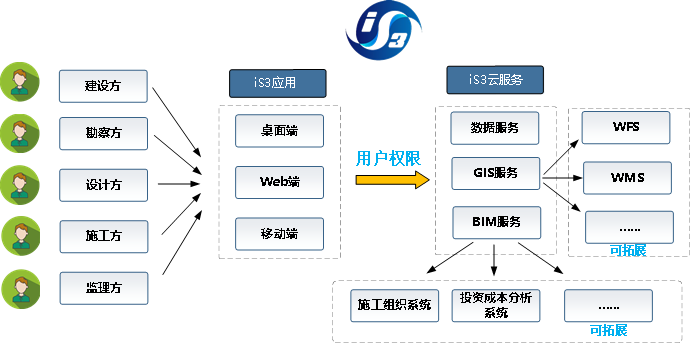 iS3
iS3应用
iS3云服务
建设方
勘察方
设计方
施工方
监理方
桌面端
Web端
移动端
用户权限
数据服务
GIS服务
BIM服务
WFS
WMS
......
可拓展
施工组织系统
投资成本分析
系统
......
可拓展